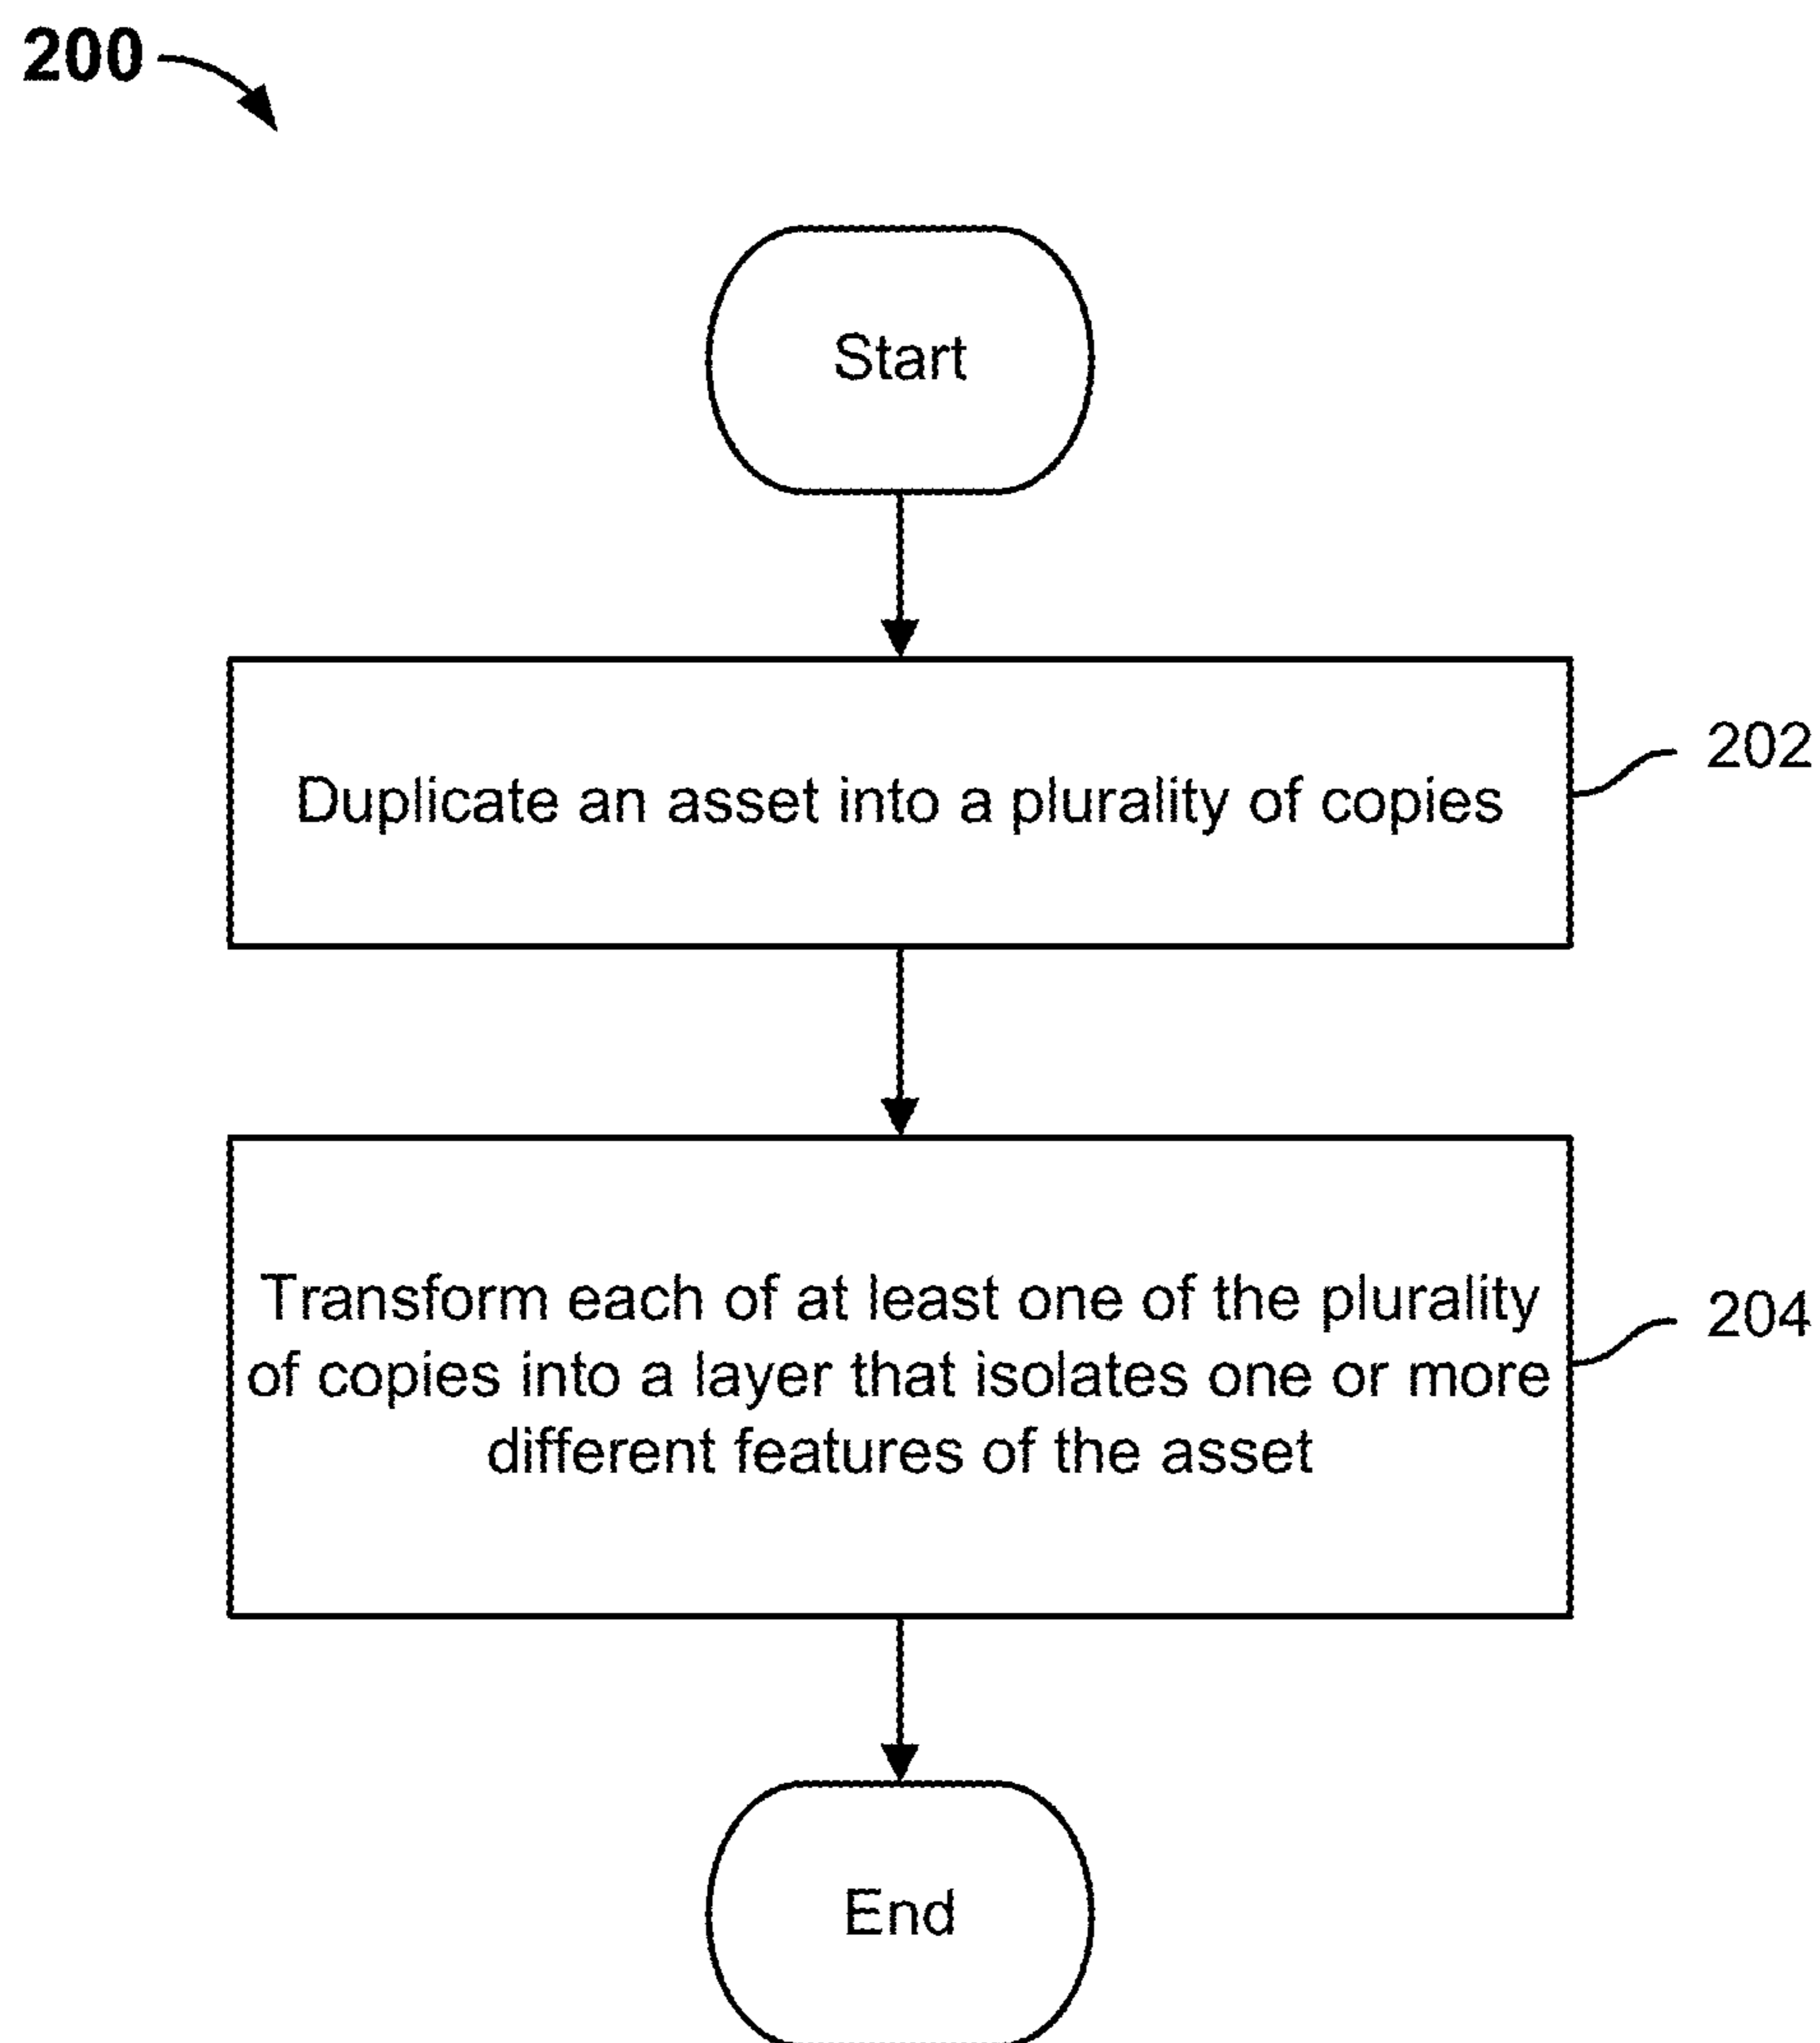 200
Start
Duplicate an asset into a plurality of copies
202
Transform each of at least one of the plurality
of copies into a layer that isolates one or more
different features of the asset
204
End